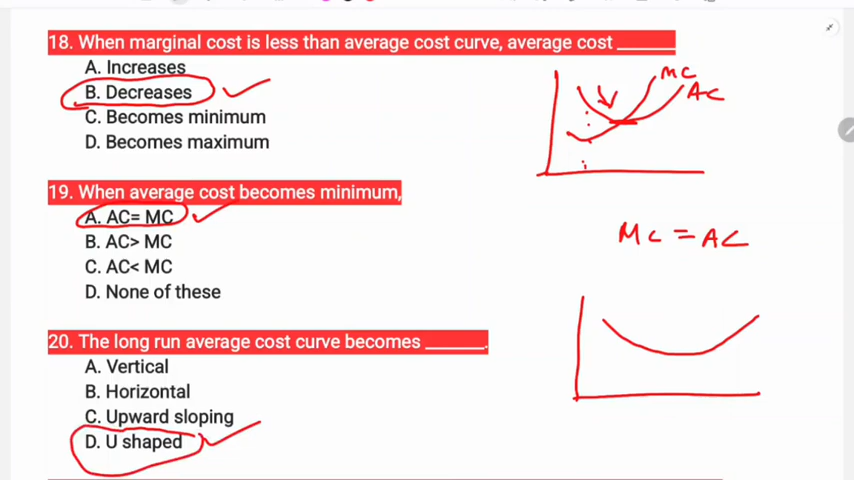 18. When marginal cost is less than average cost curve, average cost ______
A. Increases
B. Decreases
C. Becomes minimum
D. Becomes maximum
MC
AC
19. When average cost becomes minimum,
A. AC= MC
B. AC> MC
C. AC< MC
D. None of these
MC = AC
20. The long run average cost curve becomes ______.
A. Vertical
B. Horizontal
C. Upward sloping
D. U shaped